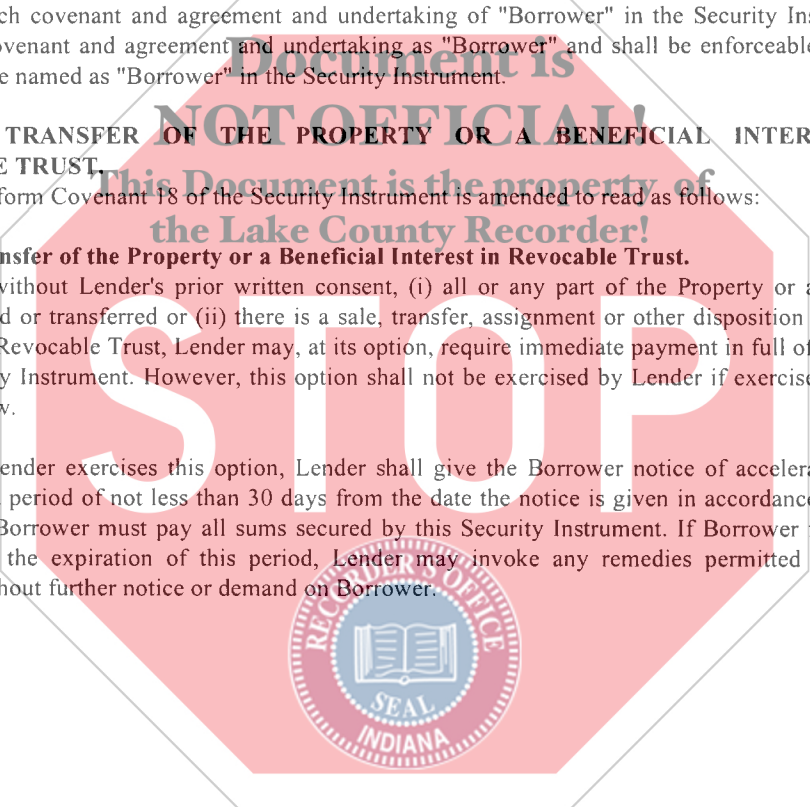 ch covenant and agreement and undertaking of "Borrower" in the Security Ins
ovenant and agreement and undertaking as "Borrower" and shall be enforceable
e named as "Borrower" in the Security Instrument.
Document is
NOT OFFICIAL!
TRANSFER OF THE PROPERTY OR A BENEFICIAL INTER
E TRUST.
This Document is the property of
form Covenant 18 of the Security Instrument is amended to read as follows:
the Lake County Recorder!
nsfer of the Property or a Beneficial Interest in Revocable Trust.
without Lender's prior written consent, (i) all or any part of the Property or a
d or transferred or (ii) there is a sale, transfer, assignment or other disposition
Revocable Trust, Lender may, at its option, require immediate payment in full of
y Instrument. However, this option shall not be exercised by Lender if exercise
w.
STOP
ender exercises this option, Lender shall give the Borrower notice of accelera
period of not less than 30 days from the date the notice is given in accordance
Borrower must pay all sums secured by this Security Instrument. If Borrower
the expiration of this period, Lender may invoke any remedies permitted
hout further notice or demand on Borrower.
RECORDER'S OFFICE
SEAL
INDIANA